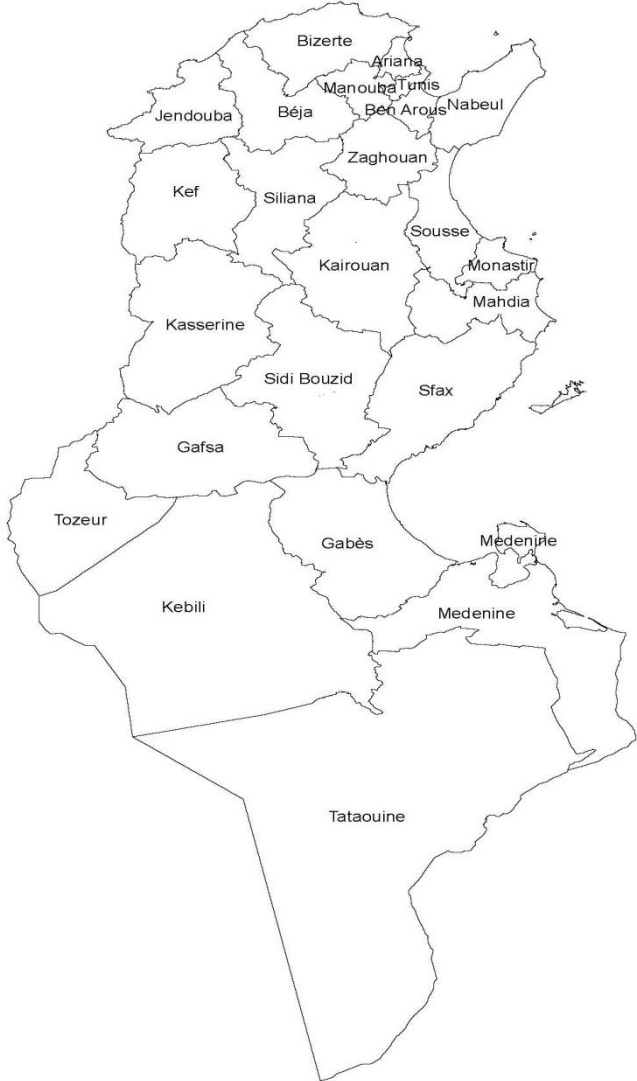 Bizerte
Ariana
Manouba
Tunis
Jendouba
Béja
Ben Arous
Nabeul
Zaghouan
Kef
Siliana
Sousse
Kairouan
Monastir
Mahdia
Kasserine
Sidi Bouzid
Sfax
Gafsa
Tozeur
Gabès
Medenine
Kebili
Medenine
Tataouine